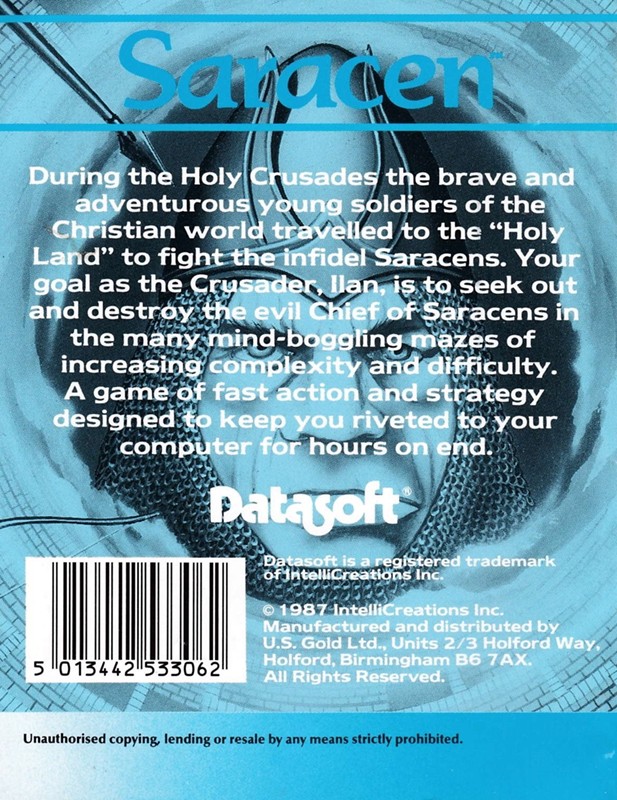 Saracen™
During the Holy Crusades the brave and
adventurous young soldiers of the
Christian world travelled to the “Holy
Land” to fight the infidel Saracens. Your
goal as the Crusader, Ilan, is to seek out
and destroy the evil Chief of Saracens in
the many mind-boggling mazes of
increasing complexity and difficulty.
A game of fast action and strategy
designed to keep you riveted to your
computer for hours on end.
Datasoft®
Datasoft is a registered trademark
of IntelliCreations Inc.
© 1987 IntelliCreations Inc.
Manufactured and distributed by
U.S. Gold Ltd., Units 2/3 Holford Way,
Holford, Birmingham B6 7AX.
All Rights Reserved.
5 013442 533062
Unauthorised copying, lending or resale by any means strictly prohibited.